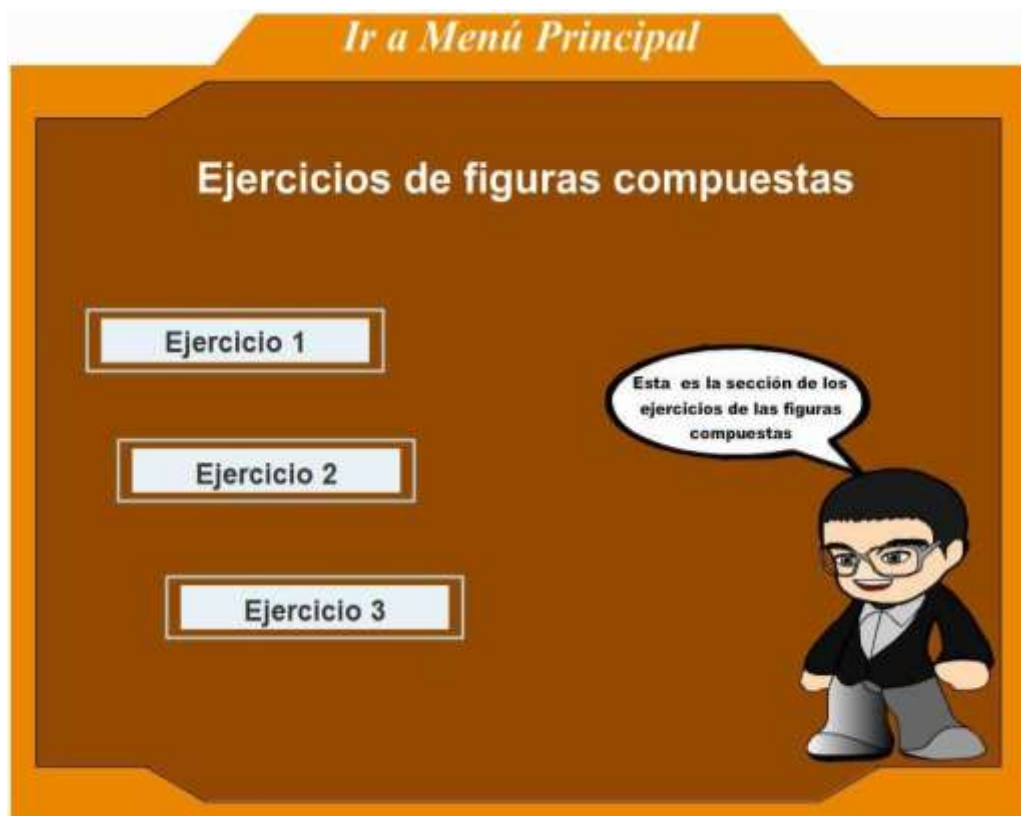 Ir a Menú Principal
Ejercicios de figuras compuestas
Ejercicio 1
Esta es la sección de los
ejercicios de las figuras
compuestas
Ejercicio 2
Ejercicio 3